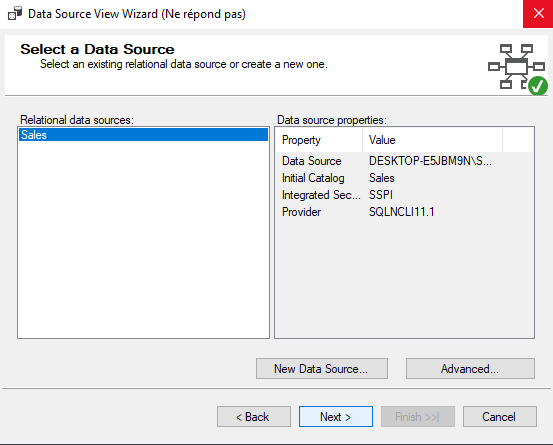 Data Source View Wizard (Ne répond pas)
Select a Data Source
Select an existing relational data source or create a new one.
Relational data sources:
Sales
Data source properties:
Property Value
Data Source DESKTOP-E5JBM9N\S...
Initial Catalog Sales
Integrated Sec... SSPI
Provider SQLNCLI11.1
New Data Source... Advanced...
< Back Next > Finish >>| Cancel